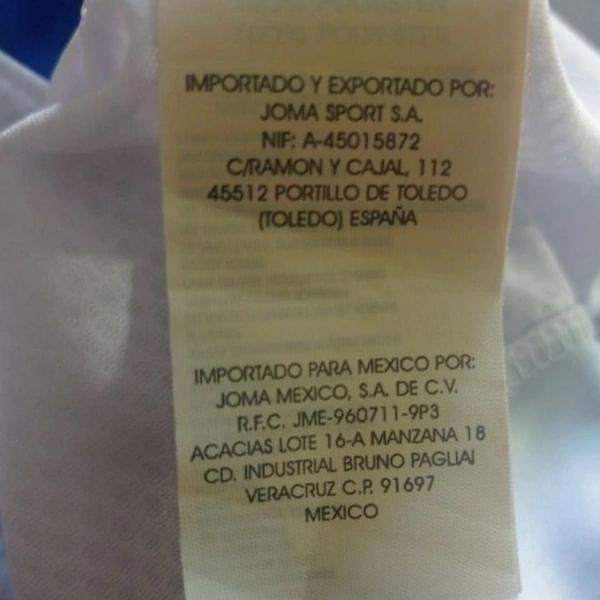 100% POLYESTER
IMPORTADO Y EXPORTADO POR:
JOMA SPORT S.A.
NIF: A-45015872
C/RAMON Y CAJAL, 112
45512 PORTILLO DE TOLEDO
(TOLEDO) ESPAÑA
IMPORTADO PARA MEXICO POR:
JOMA MEXICO, S.A. DE C.V.
R.F.C. JME-960711-9P3
ACACIAS LOTE 16-A MANZANA 18
CD. INDUSTRIAL BRUNO PAGLIAI
VERACRUZ C.P. 91697
MEXICO